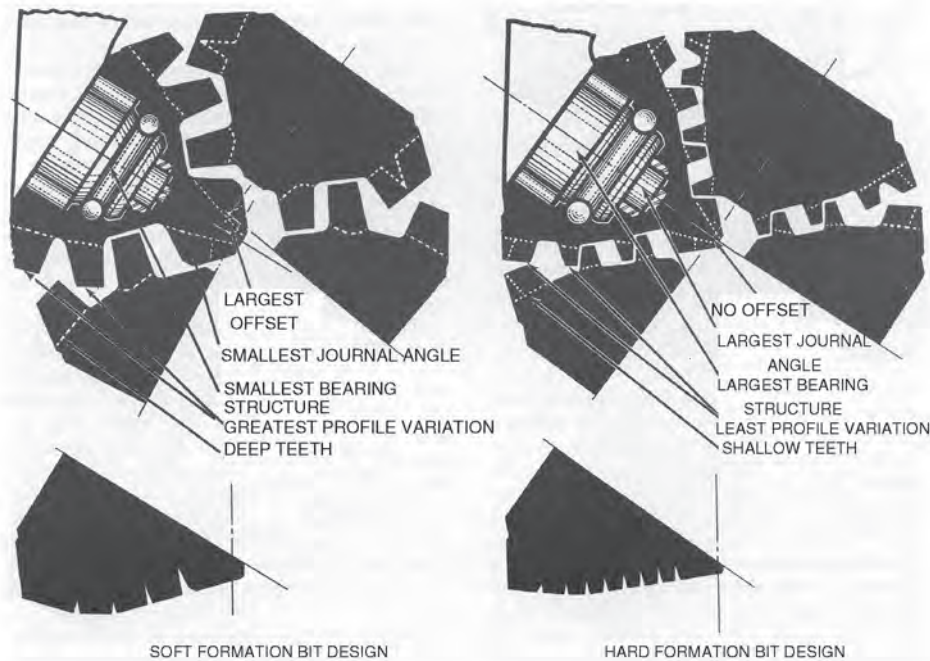 LARGEST
OFFSET
SMALLEST JOURNAL ANGLE
SMALLEST BEARING
STRUCTURE
GREATEST PROFILE VARIATION
DEEP TEETH
NO OFFSET
LARGEST JOURNAL
ANGLE
LARGEST BEARING
STRUCTURE
LEAST PROFILE VARIATION
SHALLOW TEETH
SOFT FORMATION BIT DESIGN
HARD FORMATION BIT DESIGN